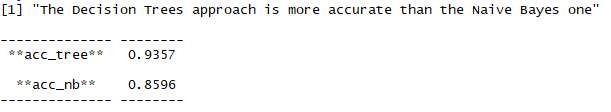 [1] "The Decision Trees approach is more accurate than the Naive Bayes one"
-------------- --------
**acc_tree** 0.9357
**acc_nb** 0.8596
-------------- --------